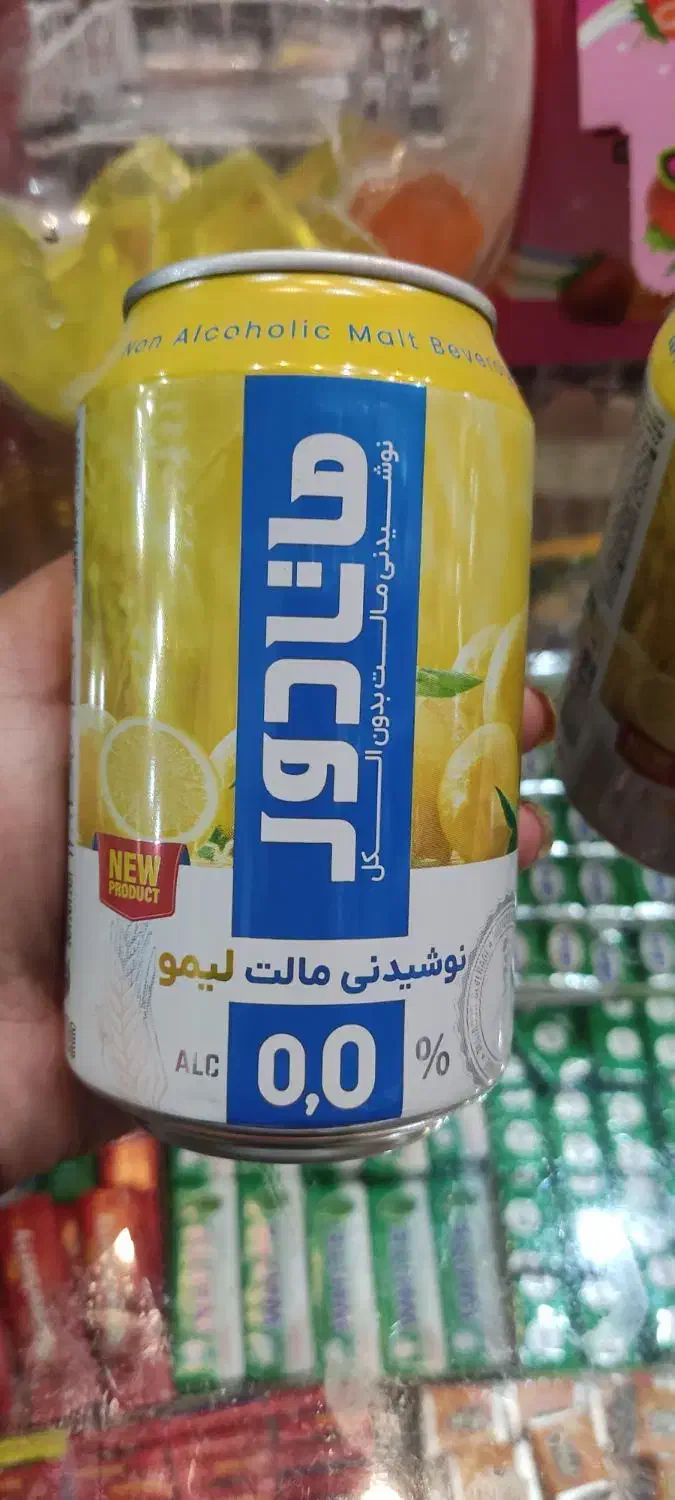 Non Alcoholic Malt Bevera
ماتادور
نوشیدنی مالت بدون الکل
NEW
PRODUCT
نوشیدنی مالت لیمو
ALC 0,0 %